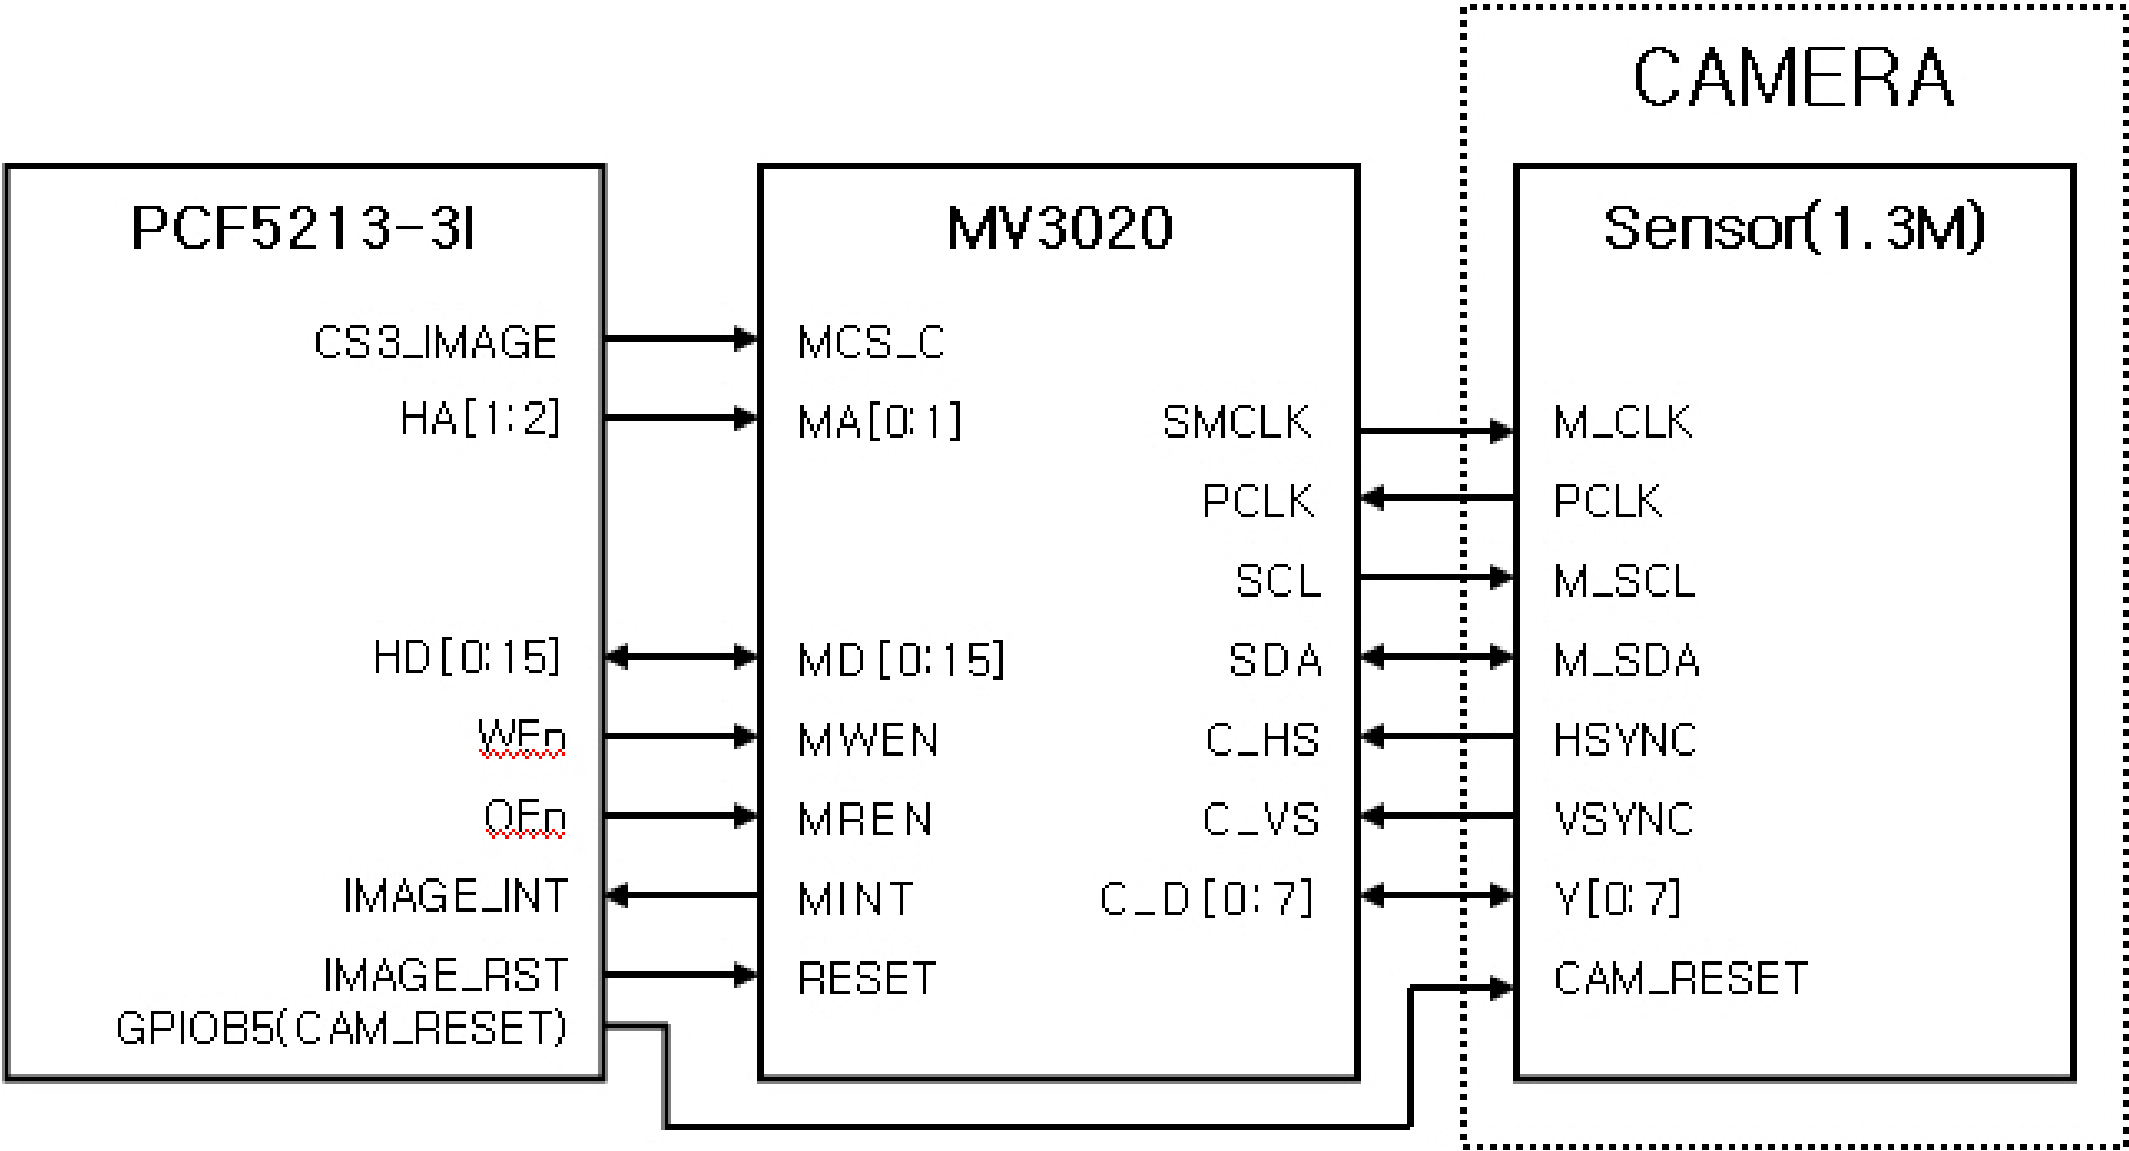 CAMERA
PCF5213-3I
CS3_IMAGE
HA[1:2]
HD[0:15]
WEn
OEn
IMAGE_INT
IMAGE_RST
GPIOB5(CAM_RESET)
MV3020
MCS_C
MA[0:1]
MD[0:15]
MWEN
MREN
MINT
RESET
SMCLK
PCLK
SCL
SDA
C_HS
C_VS
C_D[0:7]
Sensor(1.3M)
M_CLK
PCLK
M_SCL
M_SDA
HSYNC
VSYNC
Y[0:7]
CAM_RESET